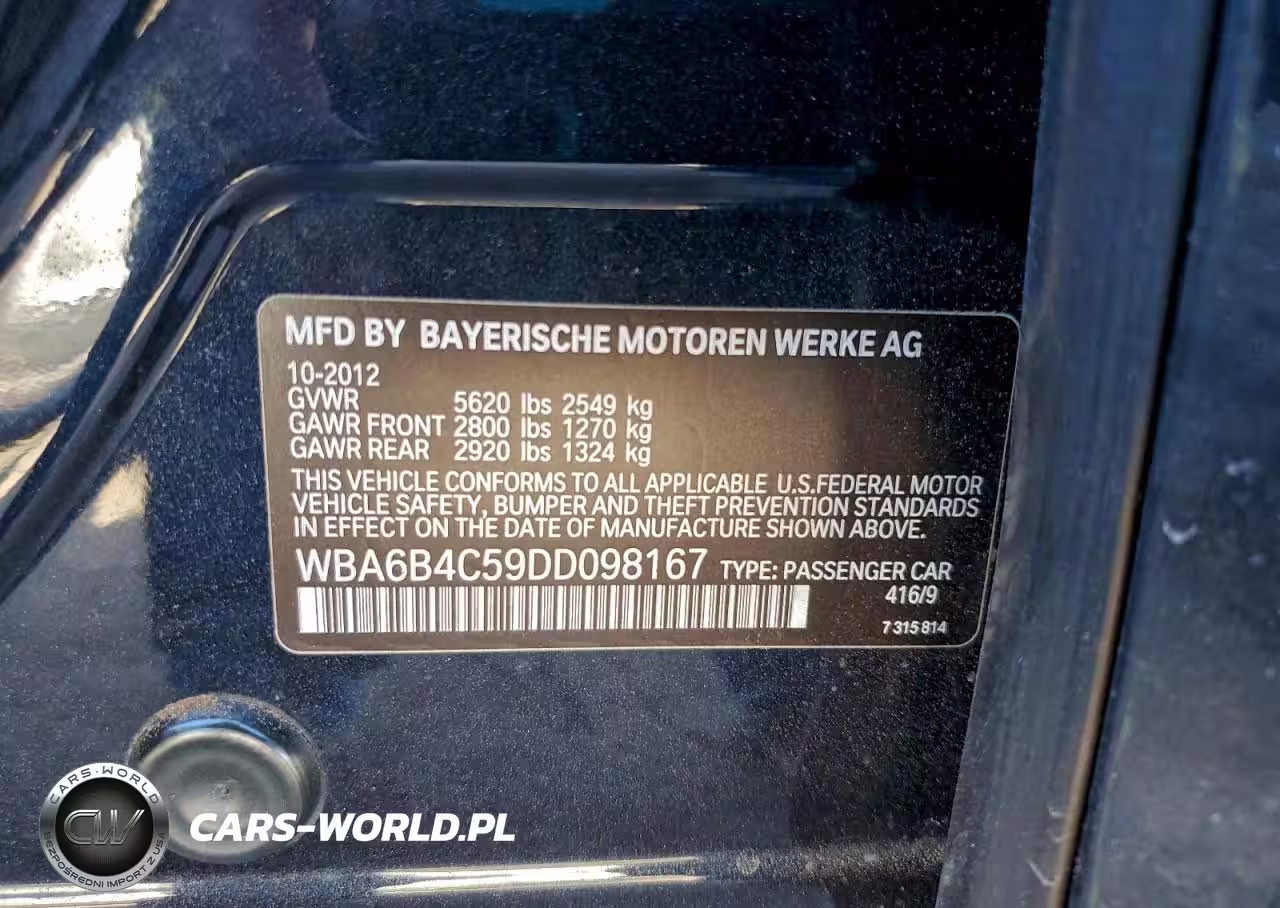 MFD BY BAYERISCHE MOTOREN WERKE AG
10-2012
GVWR 5620 lbs 2549 kg
GAWR FRONT 2800 lbs 1270 kg
GAWR REAR 2920 lbs 1324 kg
THIS VEHICLE CONFORMS TO ALL APPLICABLE U.S.FEDERAL MOTOR
VEHICLE SAFETY, BUMPER AND THEFT PREVENTION STANDARDS
IN EFFECT ON THE DATE OF MANUFACTURE SHOWN ABOVE.
WBA6B4C59DD098167 TYPE: PASSENGER CAR
416/9
7 315 814
CARS-WORLD
CW
BEZPOŚREDNI IMPORT Z USA
CARS-WORLD.PL